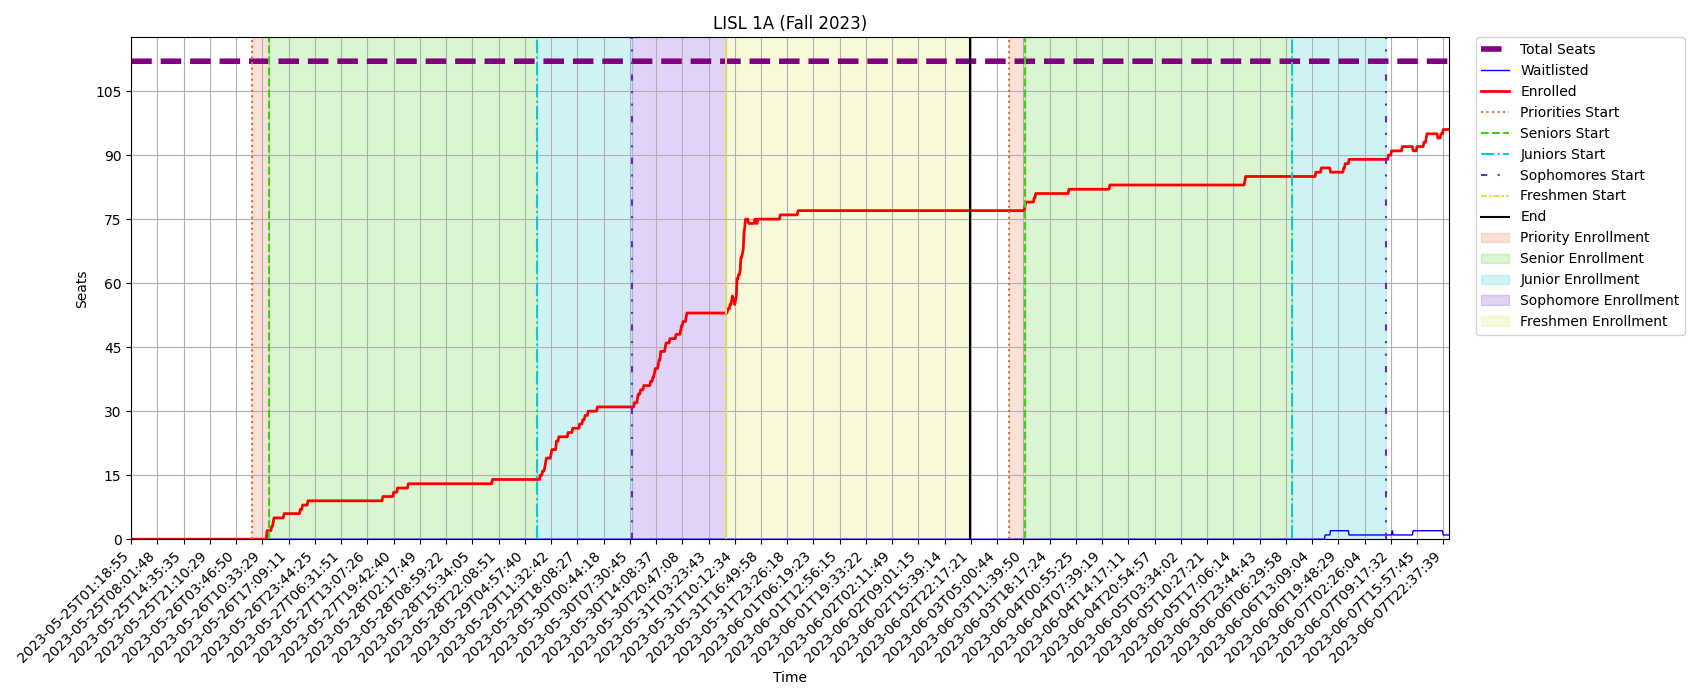 LISL 1A (Fall 2023)
Total Seats
Waitlisted
Enrolled
Priorities Start
Seniors Start
Juniors Start
Sophomores Start
Freshmen Start
End
Priority Enrollment
Senior Enrollment
Junior Enrollment
Sophomore Enrollment
Freshmen Enrollment
Seats
105
90
75
60
45
30
15
0
2023-05-25T01:18:55
2023-05-25T08:01:48
2023-05-25T14:35:35
2023-05-25T21:10:29
2023-05-26T03:46:50
2023-05-26T10:33:29
2023-05-26T17:09:11
2023-05-26T23:44:25
2023-05-27T06:31:51
2023-05-27T13:07:26
2023-05-27T19:42:40
2023-05-28T02:17:49
2023-05-28T08:59:22
2023-05-28T15:34:05
2023-05-28T22:08:51
2023-05-29T04:57:40
2023-05-29T11:32:42
2023-05-29T18:08:27
2023-05-30T00:44:18
2023-05-30T07:30:45
2023-05-30T14:08:37
2023-05-30T20:47:08
2023-05-31T03:23:43
2023-05-31T10:12:34
2023-05-31T16:49:58
2023-05-31T23:26:18
2023-06-01T06:19:23
2023-06-01T12:56:15
2023-06-01T19:33:22
2023-06-02T02:11:49
2023-06-02T09:01:15
2023-06-02T15:39:14
2023-06-02T22:17:21
2023-06-03T05:00:44
2023-06-03T11:39:50
2023-06-03T18:17:24
2023-06-04T00:55:25
2023-06-04T07:39:19
2023-06-04T14:17:11
2023-06-04T20:54:57
2023-06-05T03:34:02
2023-06-05T10:27:21
2023-06-05T17:06:14
2023-06-05T23:44:43
2023-06-06T06:29:58
2023-06-06T13:09:04
2023-06-06T19:48:29
2023-06-07T02:26:04
2023-06-07T09:17:32
2023-06-07T15:57:45
2023-06-07T22:37:39
Time